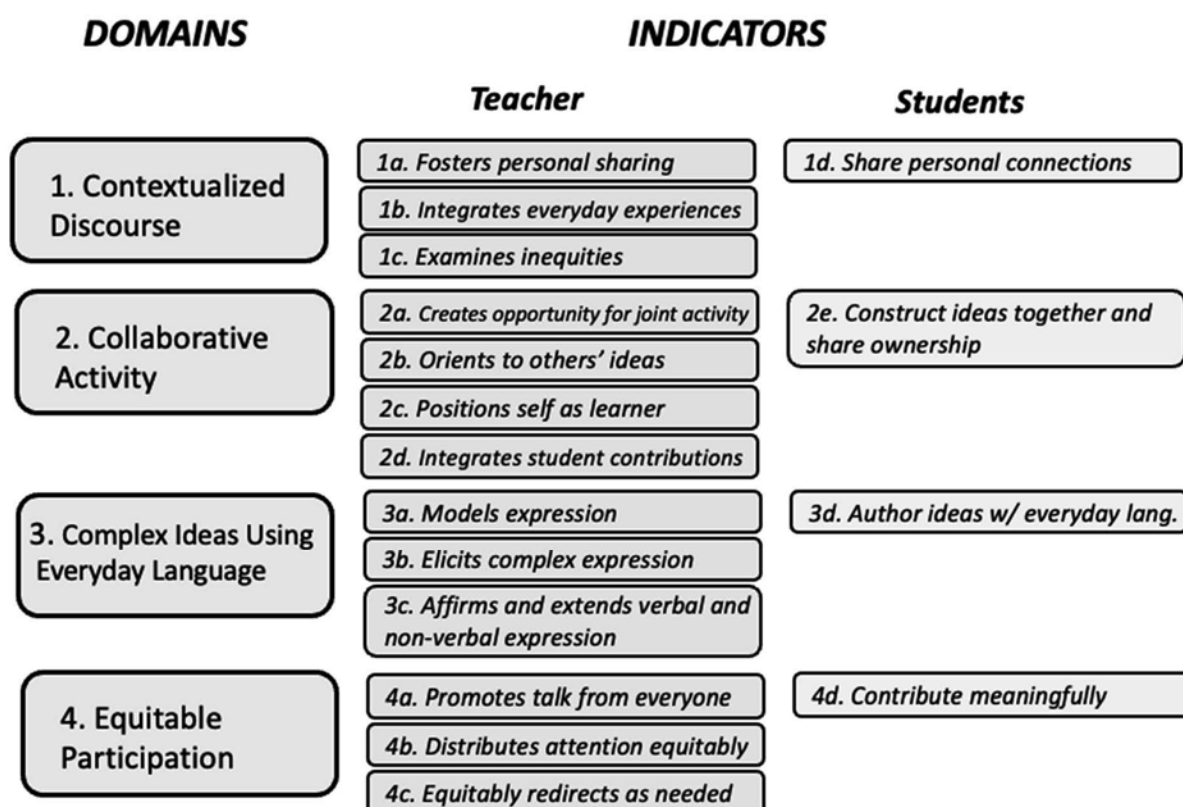 DOMAINS
INDICATORS
Teacher
Students
1. Contextualized
Discourse
1a. Fosters personal sharing
1b. Integrates everyday experiences
1c. Examines inequities
1d. Share personal connections
2. Collaborative
Activity
2a. Creates opportunity for joint activity
2b. Orients to others’ ideas
2c. Positions self as learner
2d. Integrates student contributions
2e. Construct ideas together and
share ownership
3. Complex Ideas Using
Everyday Language
3a. Models expression
3b. Elicits complex expression
3c. Affirms and extends verbal and
non-verbal expression
3d. Author ideas w/ everyday lang.
4. Equitable
Participation
4a. Promotes talk from everyone
4b. Distributes attention equitably
4c. Equitably redirects as needed
4d. Contribute meaningfully